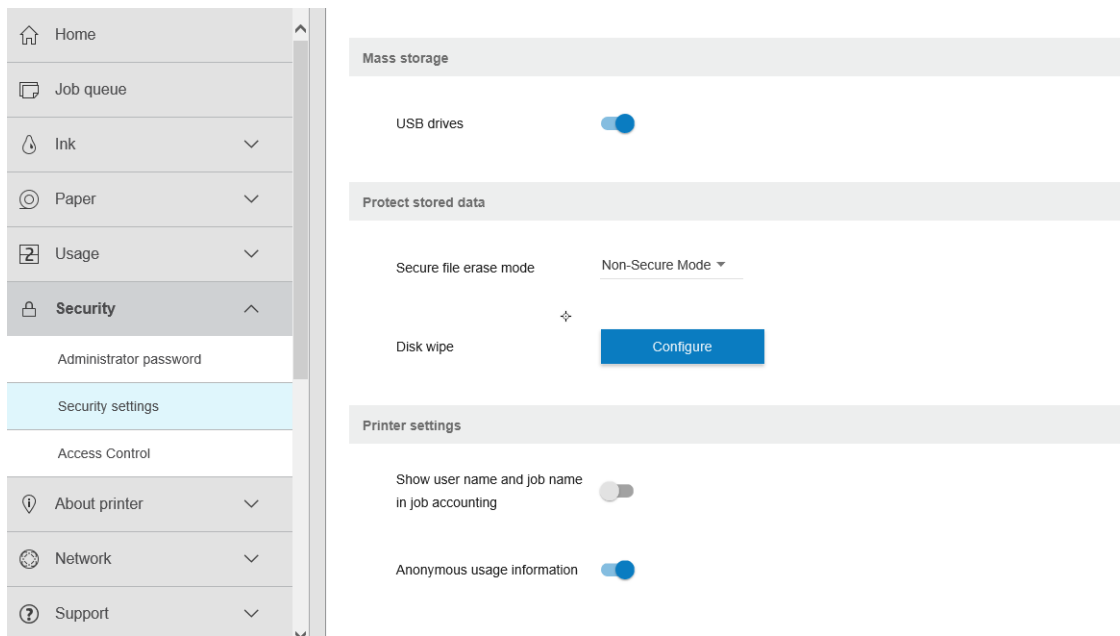 Home
Job queue
Ink
Paper
Usage
Security
Administrator password
Security settings
Access Control
About printer
Network
Support
Mass storage
USB drives
Protect stored data
Secure file erase mode
Non-Secure Mode
Disk wipe
Configure
Printer settings
Show user name and job name
in job accounting
Anonymous usage information